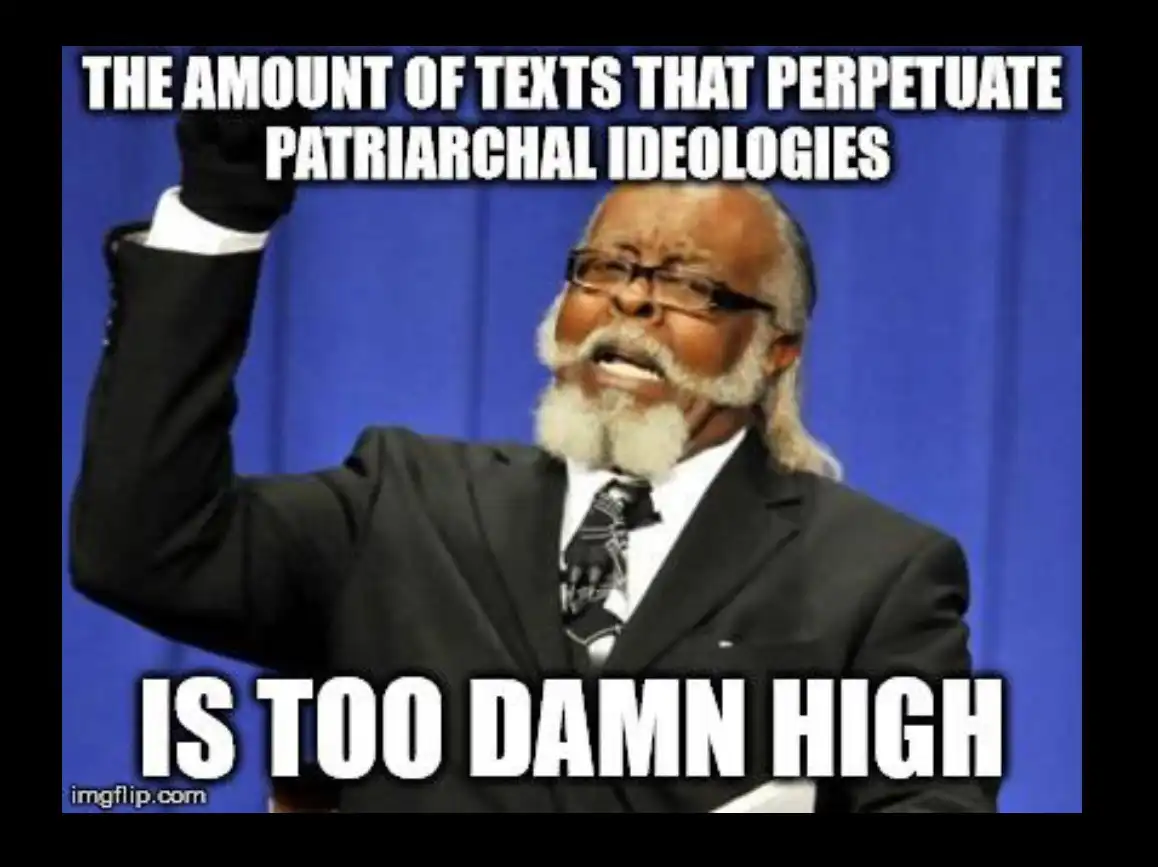 THE AMOUNT OF TEXTS THAT PERPETUATE
PATRIARCHAL IDEOLOGIES
IS TOO DAMN HIGH
imgflip.com